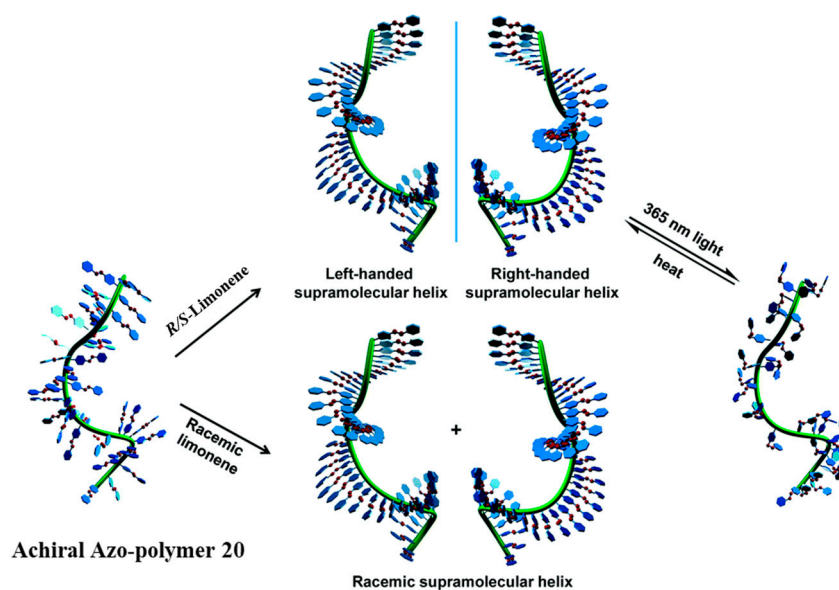 Left-handed
supramolecular helix
Right-handed
supramolecular helix
365 nm light
heat
R/S-Limonene
Racemic
limonene
+
Achiral Azo-polymer 20
Racemic supramolecular helix